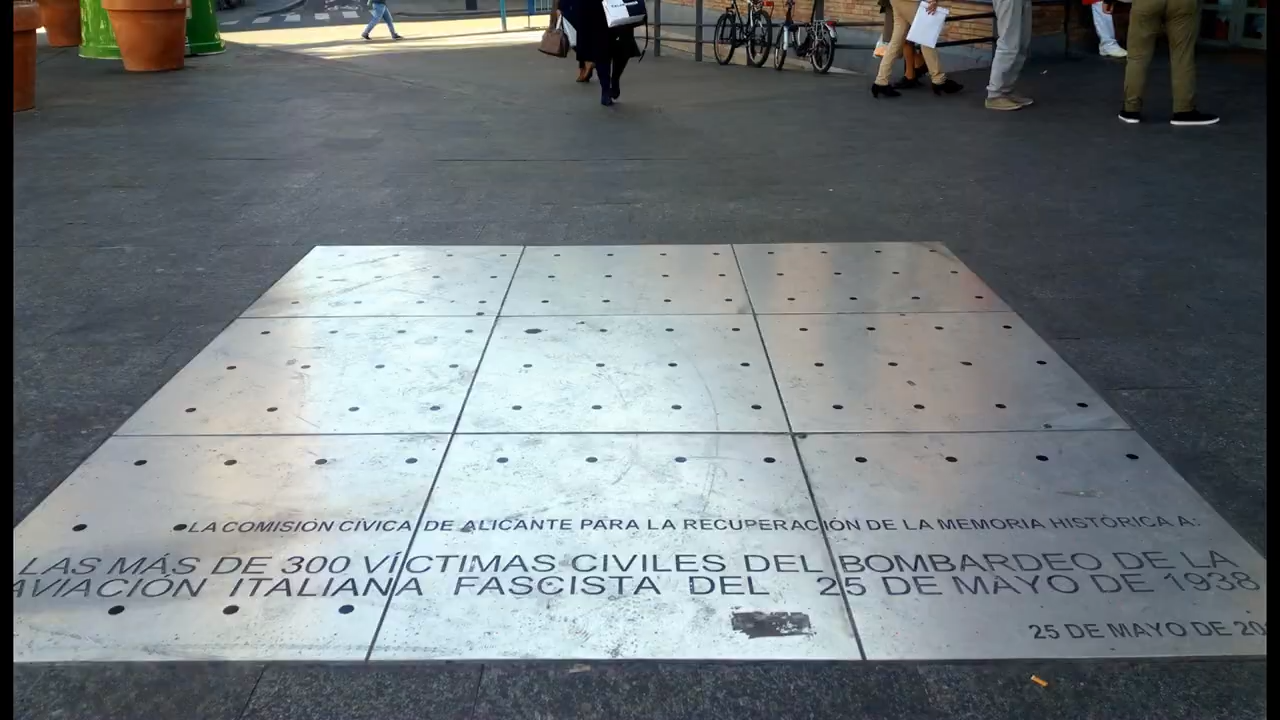 LA COMISIÓN CÍVICA DE ALICANTE PARA LA RECUPERACIÓN DE LA MEMORIA HISTÓRICA A:
LAS MÁS DE 300 VÍCTIMAS CIVILES DEL BOMBARDEO DE LA
AVIACIÓN ITALIANA FASCISTA DEL 25 DE MAYO DE 1938
25 DE MAYO DE 20